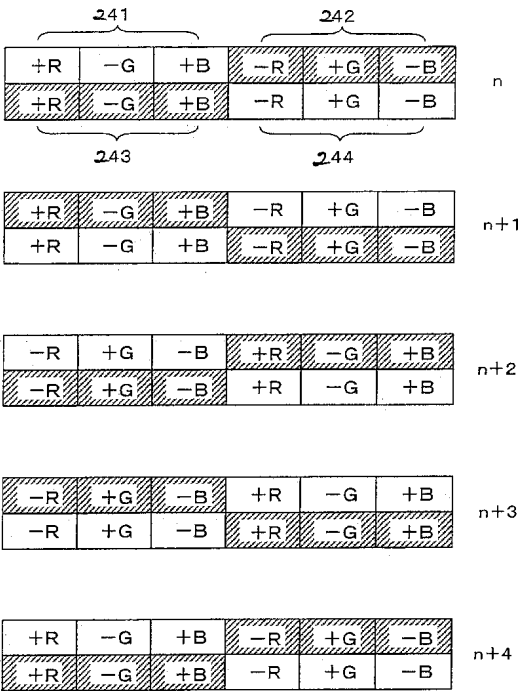 241 242
+R −G +B −R +G −B
n
+R −G +B −R +G −B
243 244
+R −G +B −R +G −B
n+1
+R −G +B −R +G −B
−R +G −B +R −G +B
n+2
−R +G −B +R −G +B
−R +G −B +R −G +B
n+3
−R +G −B +R −G +B
+R −G +B −R +G −B
n+4
+R −G +B −R +G −B